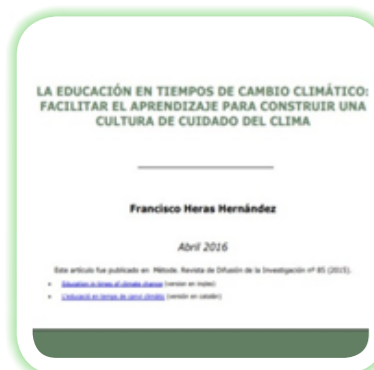 LA EDUCACIÓN EN TIEMPOS DE CAMBIO CLIMÁTICO:
FACILITAR EL APRENDIZAJE PARA CONSTRUIR UNA
CULTURA DE CUIDADO DEL CLIMA
Francisco Heras Hernández
Abril 2016
Este artículo fue publicado en Mètode. Revista de Difusión de la Investigación nº 85 (2015).
Education in times of climate change (version en inglés)
L'educació en temps de canvi climàtic (versión en catalán)